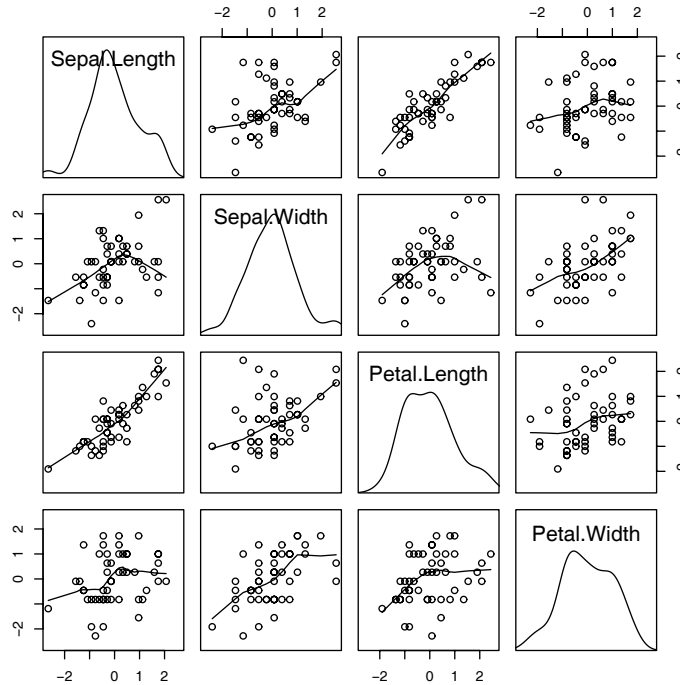 −2 0 1 2 −2 0 1 2
Sepal.Length
−2 0 1 2
Sepal.Width
Petal.Length
−2 0 1 2
Petal.Width
−2 0 1 2 −2 0 1 2